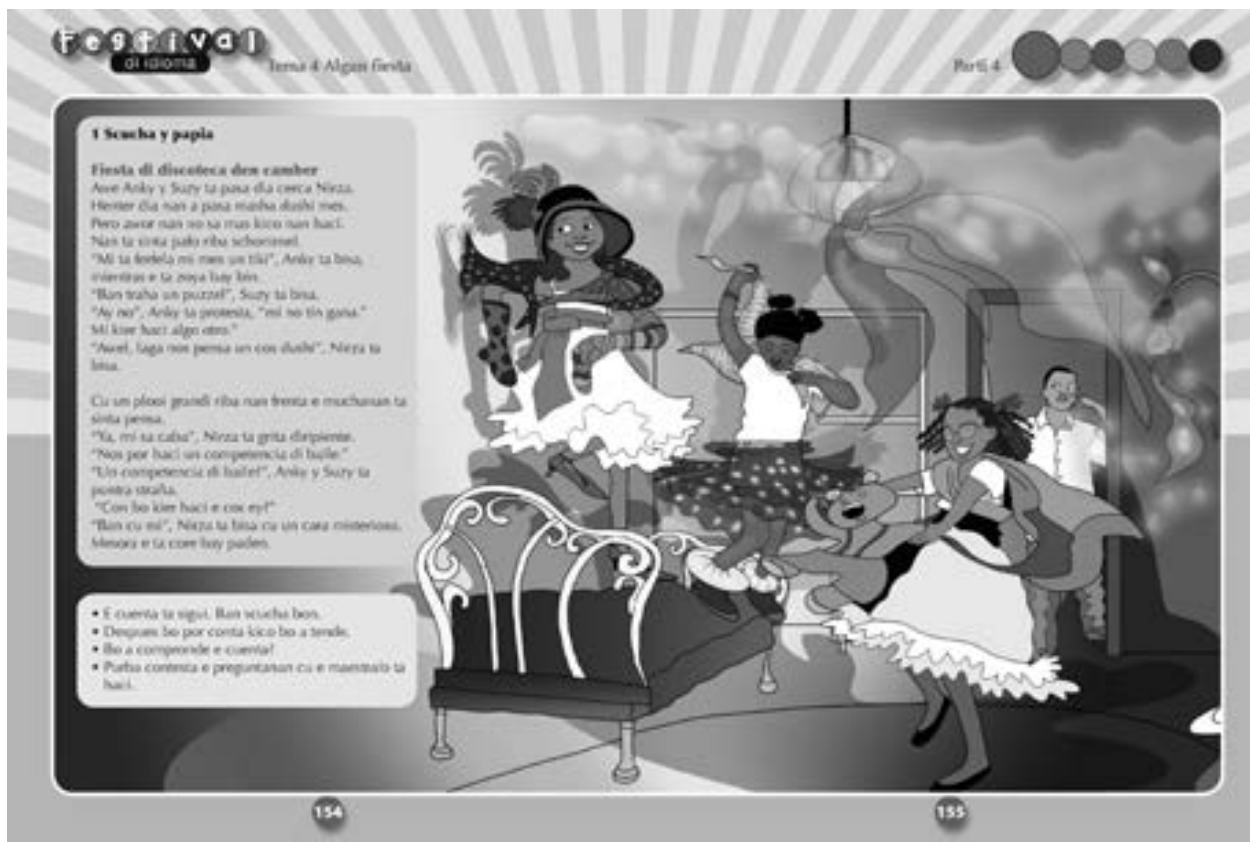 Festival
di idioma
Tema 4 Algun fiesta
Parti 4
1 Scucha y papia
Fiesta di discoteca den camber
Awe Anky y Suzy ta pasa dia cerca Nirza.
Henter dia nan a pasa masha dushi mes.
Pero awor nan no sa mas kico nan haci.
Nan ta sinta palo riba schommel.
"Mi ta ferfela mi mes un tiki", Anky ta bisa,
mientras e ta zoya bay bin.
"Ban traha un puzzel", Suzy ta bisa.
"Ay no", Anky ta protesta, "mi no tin gana."
Mi kier haci algo otro."
"Awel, laga nos pensa un cos dushi", Nirza ta
bisa.
Cu un plooi grandi riba nan frenta e muchanan ta
sinta pensa.
"Ya, mi sa caba", Nirza ta grita diripiente.
"Nos por haci un competencia di baile."
"Un competencia di baile?", Anky y Suzy ta
puntra straña.
"Con bo kier haci e cos ey?"
"Ban cu mi", Nirza ta bisa cu un cara misterioso.
Mesora e ta core bay paden.
• E cuenta ta sigui. Ban scucha bon.
• Despues bo por conta kico bo a tende.
• Bo a comprende e cuenta?
• Purba contesta e preguntanan cu e maestro/o ta
haci.
154
155